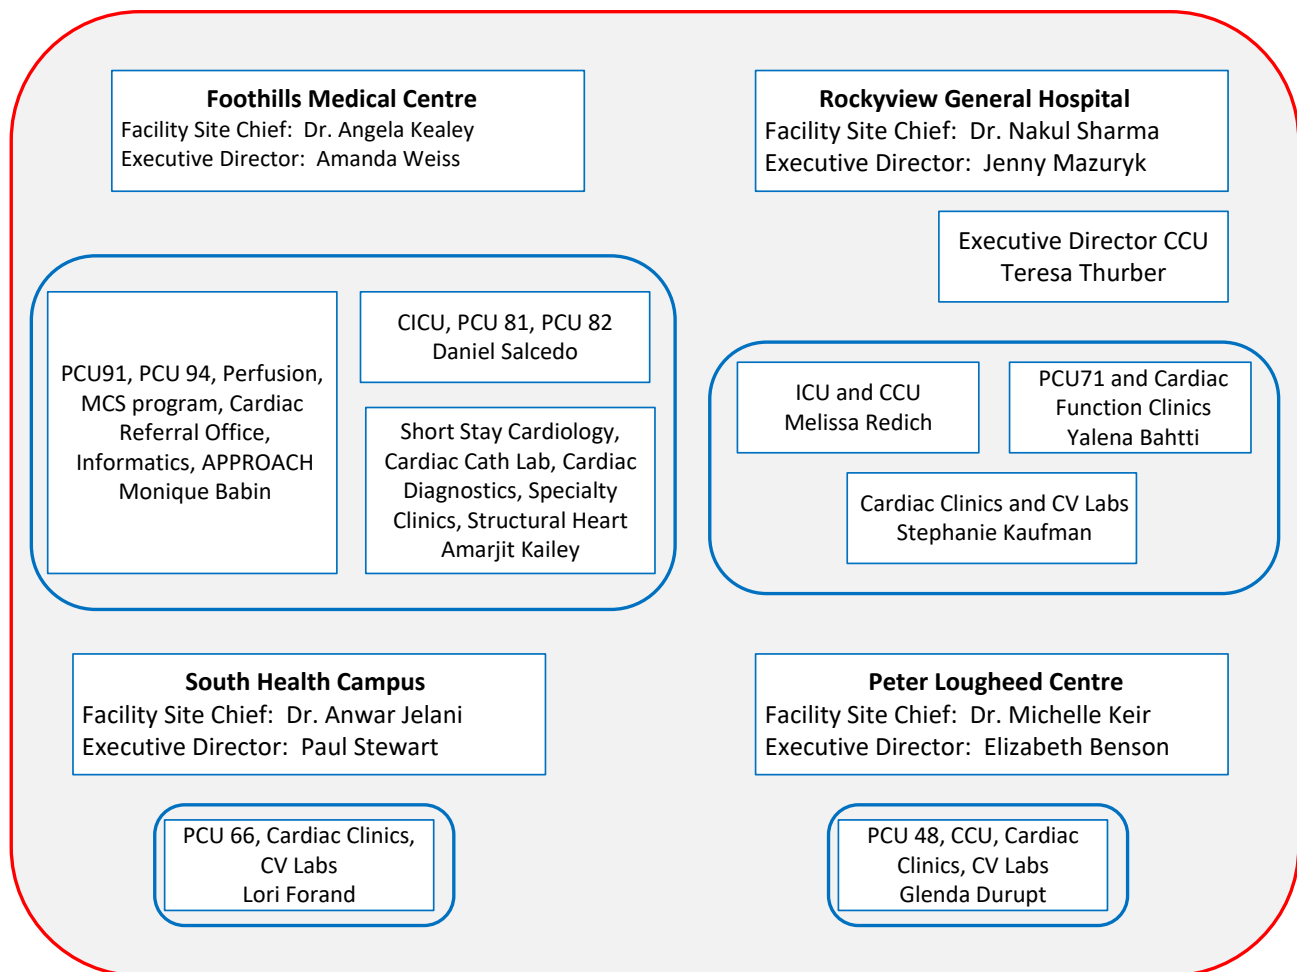 Foothills Medical Centre
Facility Site Chief:  Dr. Angela Kealey
Executive Director:  Amanda Weiss
Rockyview General Hospital
Facility Site Chief:  Dr. Nakul Sharma
Executive Director:  Jenny Mazuryk
Executive Director CCU
Teresa Thurber
PCU91, PCU 94, Perfusion,
MCS program, Cardiac
Referral Office,
Informatics, APPROACH
Monique Babin
CICU, PCU 81, PCU 82
Daniel Salcedo
Short Stay Cardiology,
Cardiac Cath Lab, Cardiac
Diagnostics, Specialty
Clinics, Structural Heart
Amarjit Kailey
ICU and CCU
Melissa Redich
PCU71 and Cardiac
Function Clinics
Yalena Bahtti
Cardiac Clinics and CV Labs
Stephanie Kaufman
South Health Campus
Facility Site Chief:  Dr. Anwar Jelani
Executive Director:  Paul Stewart
PCU 66, Cardiac Clinics,
CV Labs
Lori Forand
Peter Lougheed Centre
Facility Site Chief:  Dr. Michelle Keir
Executive Director:  Elizabeth Benson
PCU 48, CCU, Cardiac
Clinics, CV Labs
Glenda Durupt